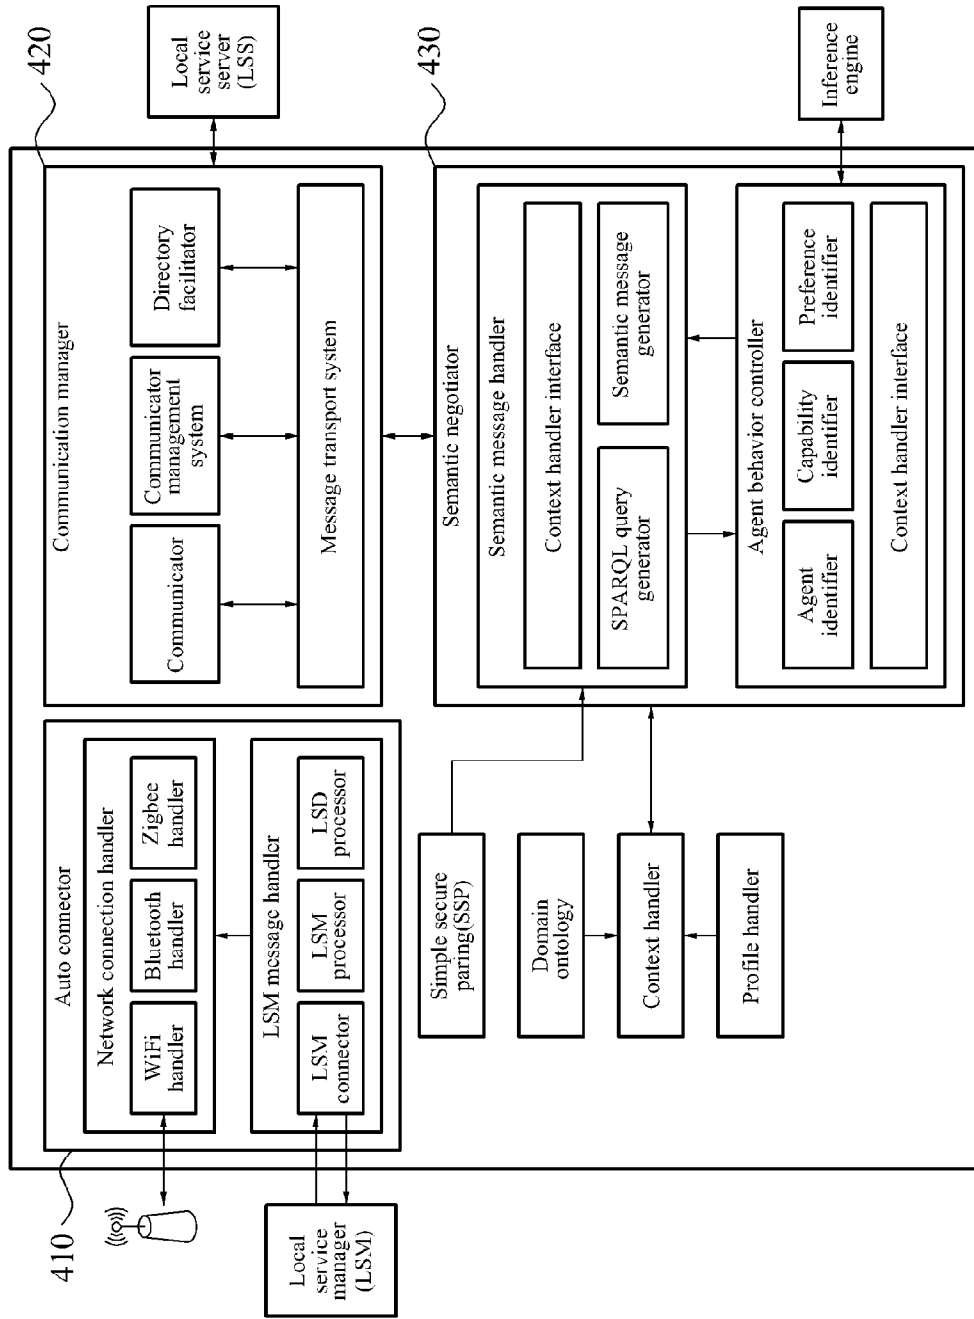 410
Auto connector
Network connection handler
WiFi
handler
Bluetooth
handler
Zigbee
handler
LSM message handler
LSM
connector
LSM
processor
LSD
processor
Local
service
manager
(LSM)
420
Communication manager
Communicator
Communicator
management
system
Directory
facilitator
Message transport system
Local
service
server
(LSS)
Simple secure
paring(SSP)
Domain
ontology
Context handler
Profile handler
430
Semantic negotiator
Semantic message handler
Context handler interface
SPARQL query
generator
Semantic message
generator
Agent behavior controller
Agent
identifier
Capability
identifier
Preference
identifier
Context handler interface
Inference
engine